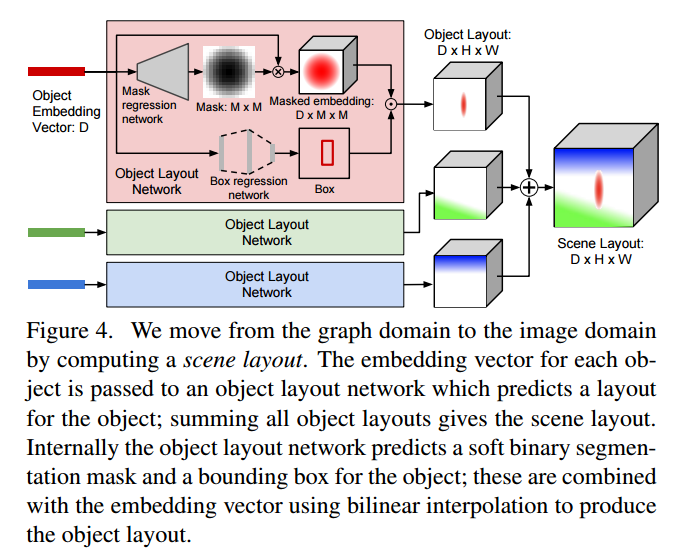 Object
Embedding
Vector: D
Mask
regression
network
Mask: M x M
Masked embedding:
D x M x M
Object Layout
Network
Box regression
network
Box
Object Layout:
D x H x W
Object Layout
Network
Object Layout
Network
Scene Layout:
D x H x W
Figure 4. We move from the graph domain to the image domain
by computing a scene layout. The embedding vector for each ob-
ject is passed to an object layout network which predicts a layout
for the object; summing all object layouts gives the scene layout.
Internally the object layout network predicts a soft binary segmen-
tation mask and a bounding box for the object; these are combined
with the embedding vector using bilinear interpolation to produce
the object layout.